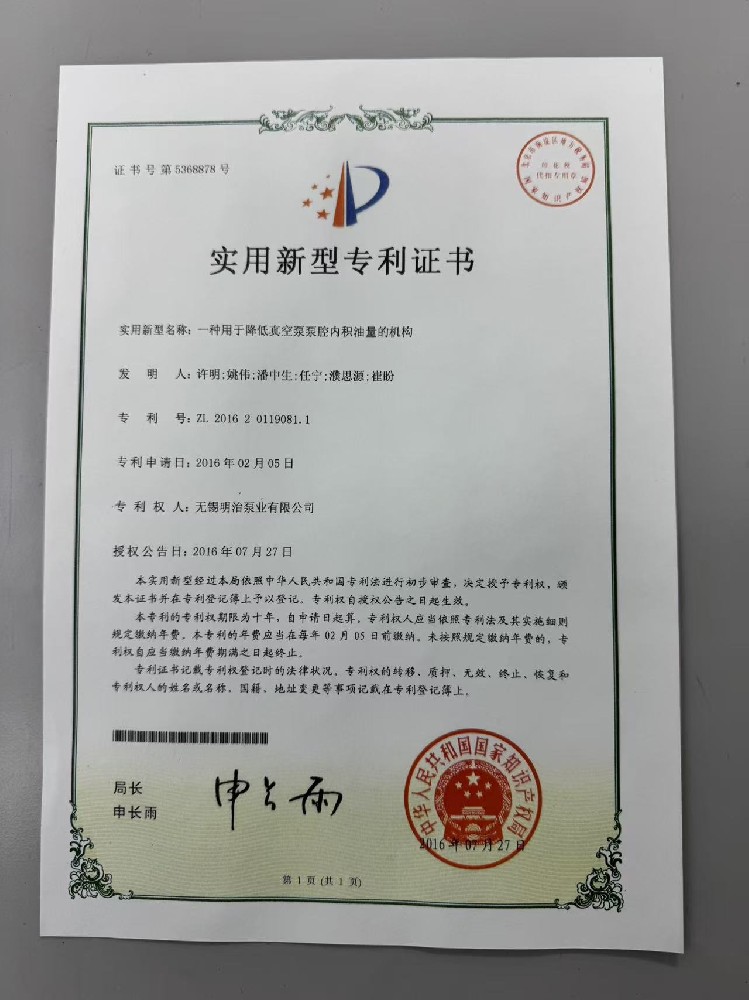 证书号第5368878号
代扣专用章
实用新型专利证书
实用新型名称：一种用于降低真空泵泵腔内积油量的机构
发明人：许明;姚伟;潘中生;任宁;濮思源;崔盼
专利号：ZL 2016 2 0119081.1
专利申请日：2016年02月05日
专利权人：无锡明治泵业有限公司
授权公告日：2016年07月27日
本实用新型经过本局依照中华人民共和国专利法进行初步审查，决定授予专利权，颁
发本证书并在专利登记簿上予以登记。专利权自授权公告之日起生效。
本专利的专利权期限为十年，自申请日起算。专利权人应当依照专利法及其实施细则
规定缴纳年费。本专利的年费应当在每年02月05日前缴纳。未按照规定缴纳年费的，专
利权自应当缴纳年费期满之日起终止。
专利证书记载专利权登记时的法律状况。专利权的转移、质押、无效、终止、恢复和
专利权人的姓名或名称、国籍、地址变更等事项记载在专利登记簿上。
局长
申长雨
申长雨
中华人民共和国国家知识产权局
2016年07月27日
第1页(共1页)